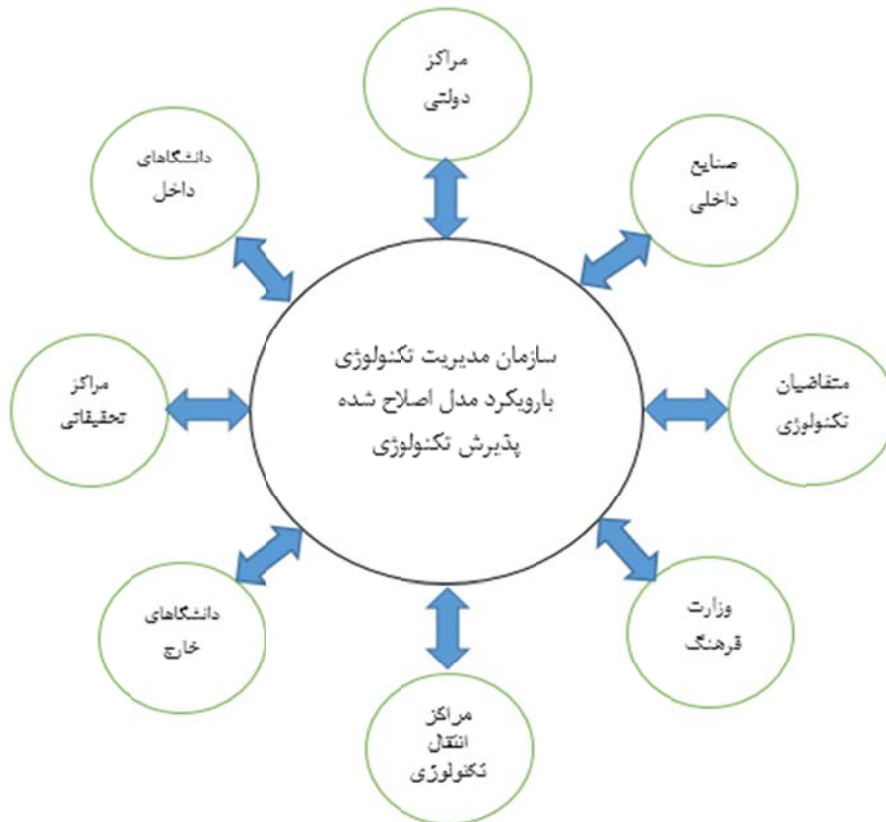 مراکز
دولتی
صنایع
داخلی
دانشگاهای
داخل
سازمان مدیریت تکنولوژی
بارویکرد مدل اصلاح شده
پذیرش تکنولوژی
متقاضیان
تکنولوژی
مراکز
تحقیقاتی
وزارت
قرهنگ
دانشگاهای
خارج
مراکز
انتقال
تکنولوژی